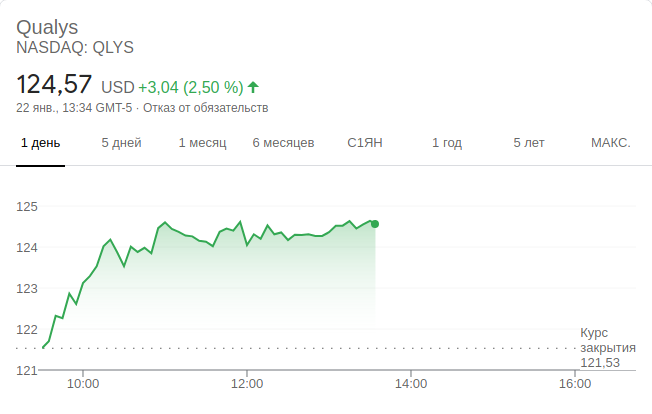 Qualys
NASDAQ: QLYS
124,57 USD +3,04 (2,50 %)
22 янв., 13:34 GMT-5 · Отказ от обязательств
1 день 5 дней 1 месяц 6 месяцев С1ЯН 1 год 5 лет МАКС.
125
124
123
122
121
Курс
закрытия
121,53
10:00 12:00 14:00 16:00